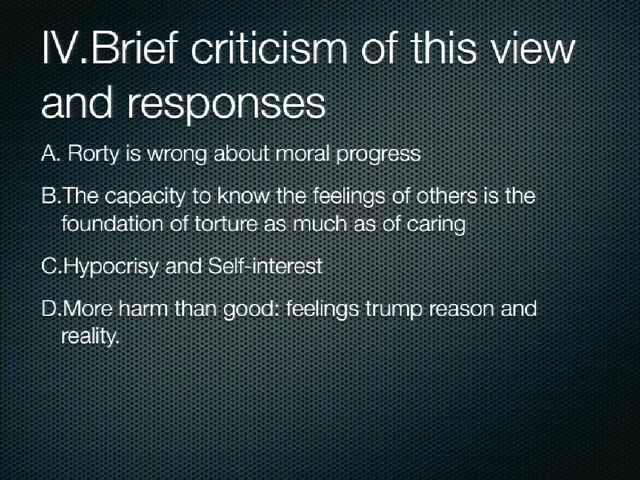 IV.Brief criticism of this view
and responses
A. Rorty is wrong about moral progress
B.The capacity to know the feelings of others is the
foundation of torture as much as of caring
C.Hypocrisy and Self-interest
D.More harm than good: feelings trump reason and
reality.